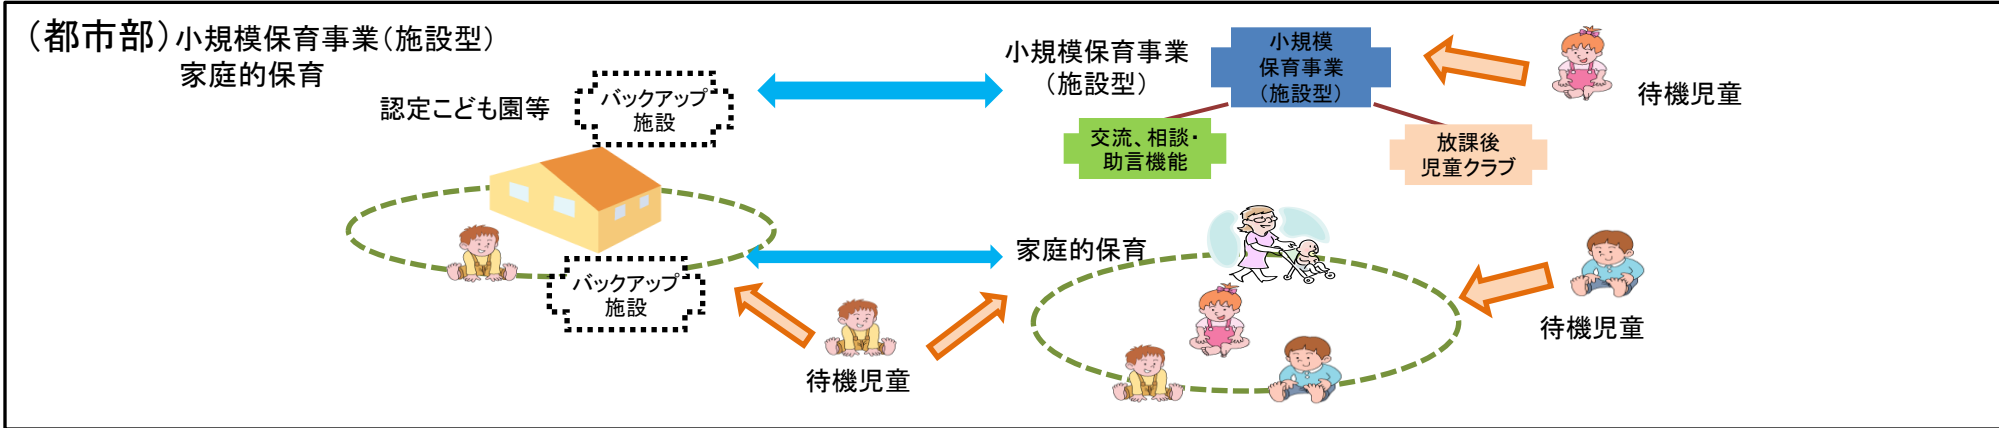 (都市部)小規模保育事業(施設型)
家庭的保育
認定こども園等
バックアップ
施設
小規模保育事業
(施設型)
小規模
保育事業
(施設型)
待機児童
交流、相談・
助言機能
放課後
児童クラブ
バックアップ
施設
家庭的保育
待機児童
待機児童